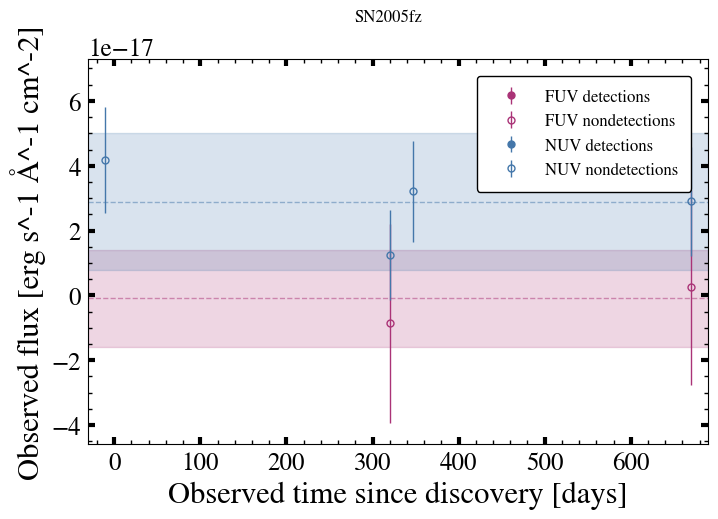 SN2005fz
1e−17
Observed flux [erg s^-1 Å^-1 cm^-2]
6
4
2
0
−2
−4
FUV detections
FUV nondetections
NUV detections
NUV nondetections
0 100 200 300 400 500 600
Observed time since discovery [days]